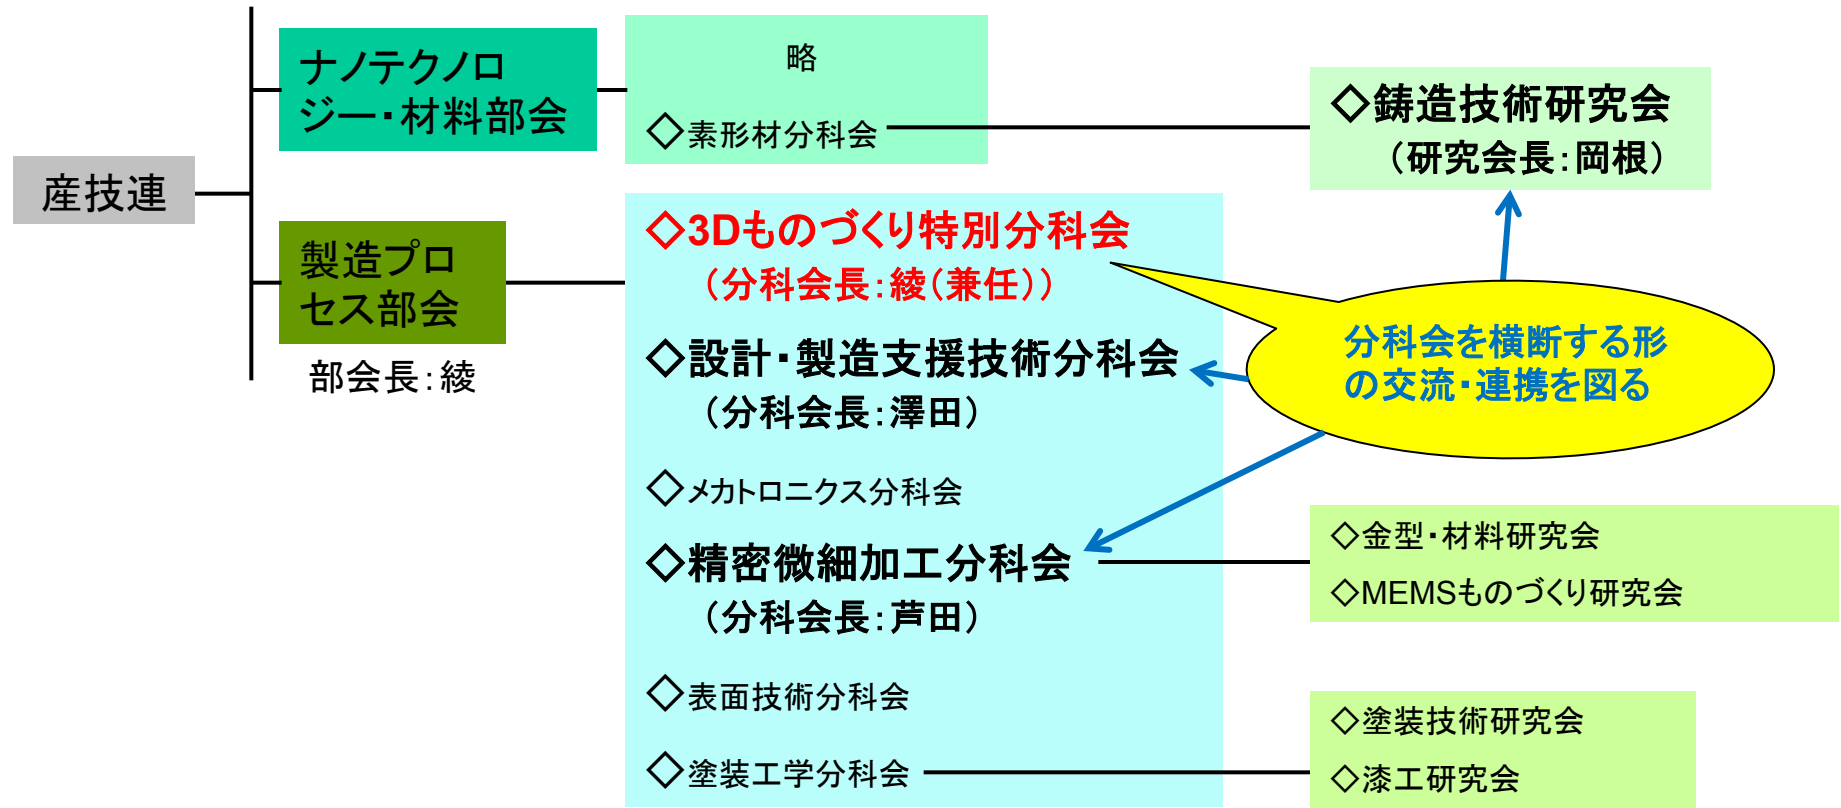 産技連
ナノテクノロ
ジー・材料部会
略
◇素形材分科会
◇鋳造技術研究会
（研究会長：岡根）
製造プロ
セス部会
部会長：綾
◇3Dものづくり特別分科会
（分科会長：綾（兼任））
◇設計・製造支援技術分科会
（分科会長：澤田）
◇メカトロニクス分科会
◇精密微細加工分科会
（分科会長：芦田）
◇表面技術分科会
◇塗装工学分科会
分科会を横断する形
の交流・連携を図る
◇金型・材料研究会
◇MEMSものづくり研究会
◇塗装技術研究会
◇漆工研究会